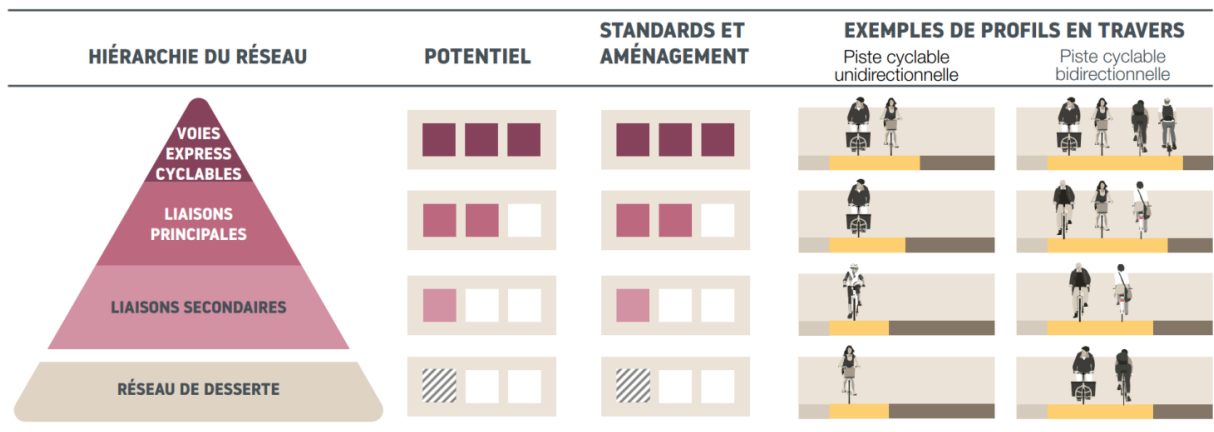 HIÉRARCHIE DU RÉSEAU
POTENTIEL
STANDARDS ET
AMÉNAGEMENT
EXEMPLES DE PROFILS EN TRAVERS
Piste cyclable
unidirectionnelle
Piste cyclable
bidirectionnelle
VOIES
EXPRESS
CYCLABLES
LIAISONS
PRINCIPALES
LIAISONS SECONDAIRES
RÉSEAU DE DESSERTE